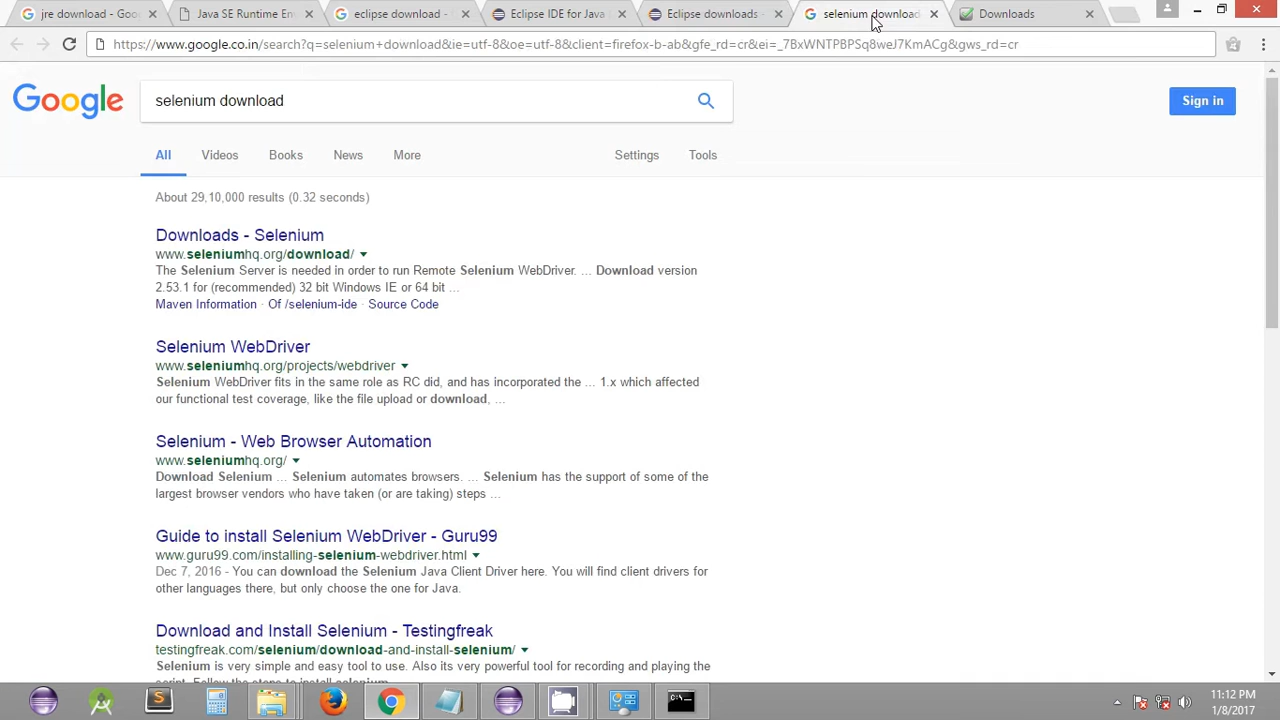 jre download - Goog
Java SE Runtime En
eclipse download -
Eclipse IDE for Java
Eclipse downloads -
selenium download
Downloads
https://www.google.co.in/search?q=selenium+download&ie=utf-8&oe=utf-8&client=firefox-b-ab&gfe_rd=cr&ei=_7BxWNTPBPSq8weJ7KmACg&gws_rd=cr
Google
selenium download
Sign in
All
Videos
Books
News
More
Settings
Tools
About 29,10,000 results (0.32 seconds)
Downloads - Selenium
www.seleniumhq.org/download/
The Selenium Server is needed in order to run Remote Selenium WebDriver. ... Download version
2.53.1 for (recommended) 32 bit Windows IE or 64 bit ...
Maven Information · Of /selenium-ide · Source Code
Selenium WebDriver
www.seleniumhq.org/projects/webdriver
Selenium WebDriver fits in the same role as RC did, and has incorporated the ... 1.x which affected
our functional test coverage, like the file upload or download, ...
Selenium - Web Browser Automation
www.seleniumhq.org/
Download Selenium ... Selenium automates browsers. ... Selenium has the support of some of the
largest browser vendors who have taken (or are taking) steps ...
Guide to install Selenium WebDriver - Guru99
www.guru99.com/installing-selenium-webdriver.html
Dec 7, 2016 - You can download the Selenium Java Client Driver here. You will find client drivers for
other languages there, but only choose the one for Java.
Download and Install Selenium - Testingfreak
testingfreak.com/selenium/download-and-install-selenium/
Selenium is very simple and easy tool to use. Also its very powerful tool for recording and playing the
script. Follow the steps to install selenium.
11:12 PM
1/8/2017